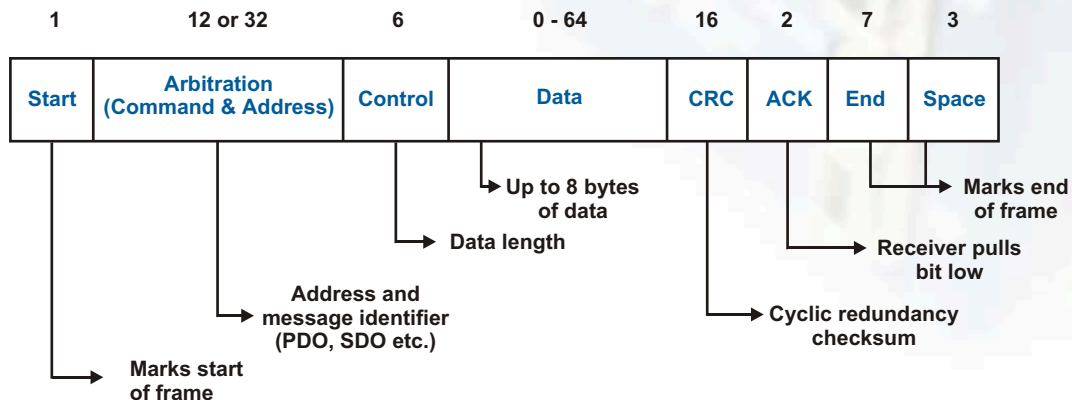 1 12 or 32 6 0 - 64 16 2 7 3
Start
Arbitration
(Command & Address)
Control
Data
CRC
ACK
End
Space
Up to 8 bytes
of data
Marks end
of frame
Data length
Receiver pulls
bit low
Address and
message identifier
(PDO, SDO etc.)
Cyclic redundancy
checksum
Marks start
of frame